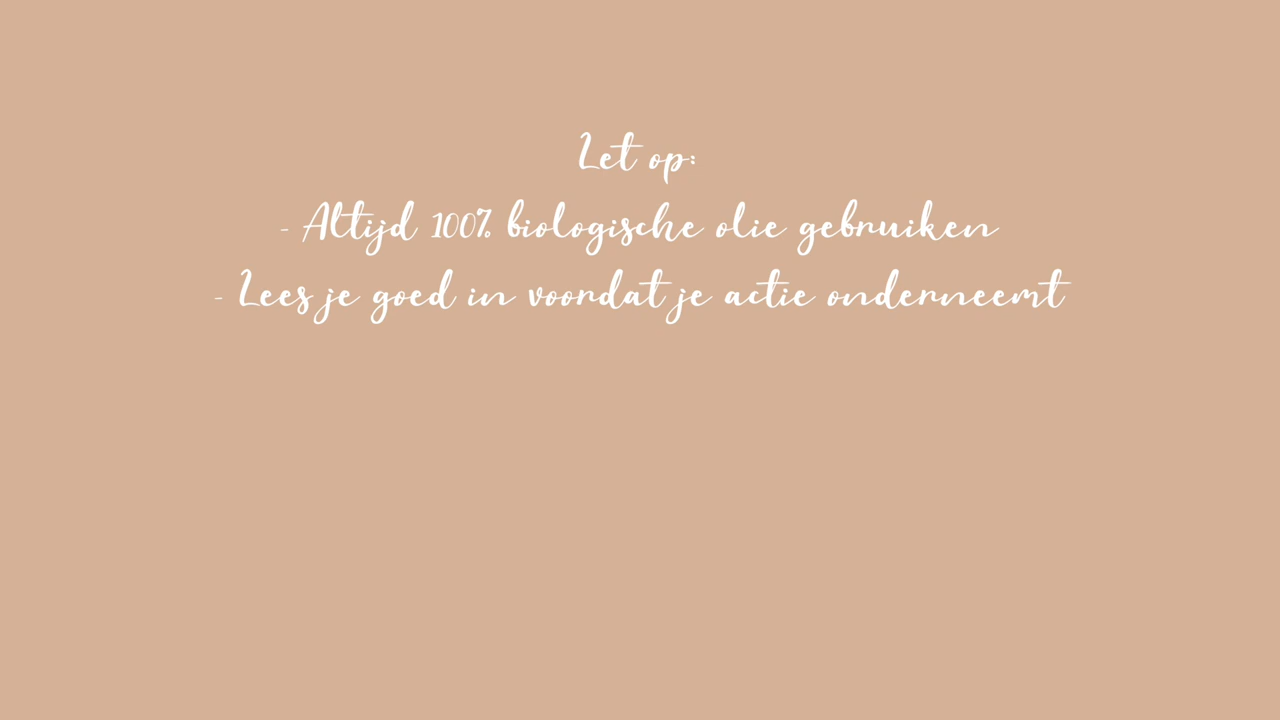 Let op:
- Altijd 100% biologische olie gebruiken
- Lees je goed in voordat je actie onderneemt